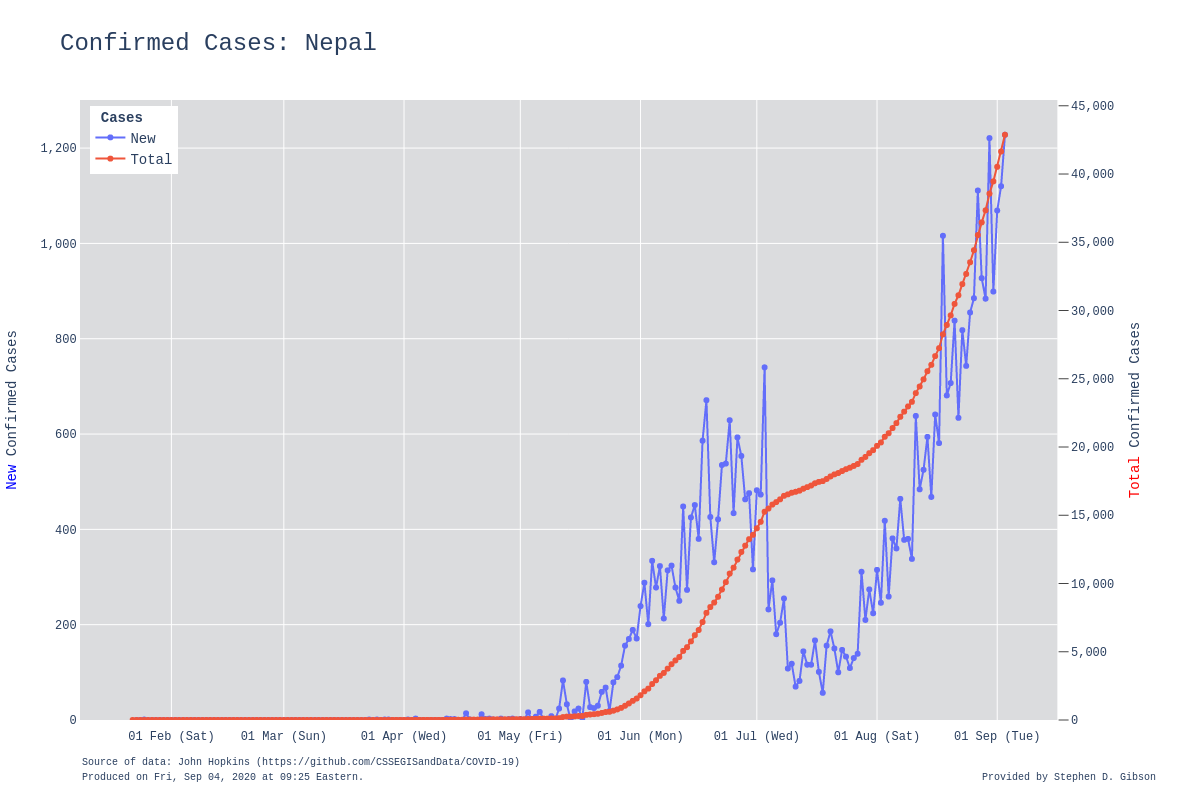 Confirmed Cases: Nepal
Cases
New
Total
1,200
1,000
800
600
400
200
0
45,000
40,000
35,000
30,000
25,000
20,000
15,000
10,000
5,000
0
New Confirmed Cases
Total Confirmed Cases
01 Feb (Sat) 01 Mar (Sun) 01 Apr (Wed) 01 May (Fri) 01 Jun (Mon) 01 Jul (Wed) 01 Aug (Sat) 01 Sep (Tue)
Source of data: John Hopkins (https://github.com/CSSEGISandData/COVID-19)
Produced on Fri, Sep 04, 2020 at 09:25 Eastern.
Provided by Stephen D. Gibson